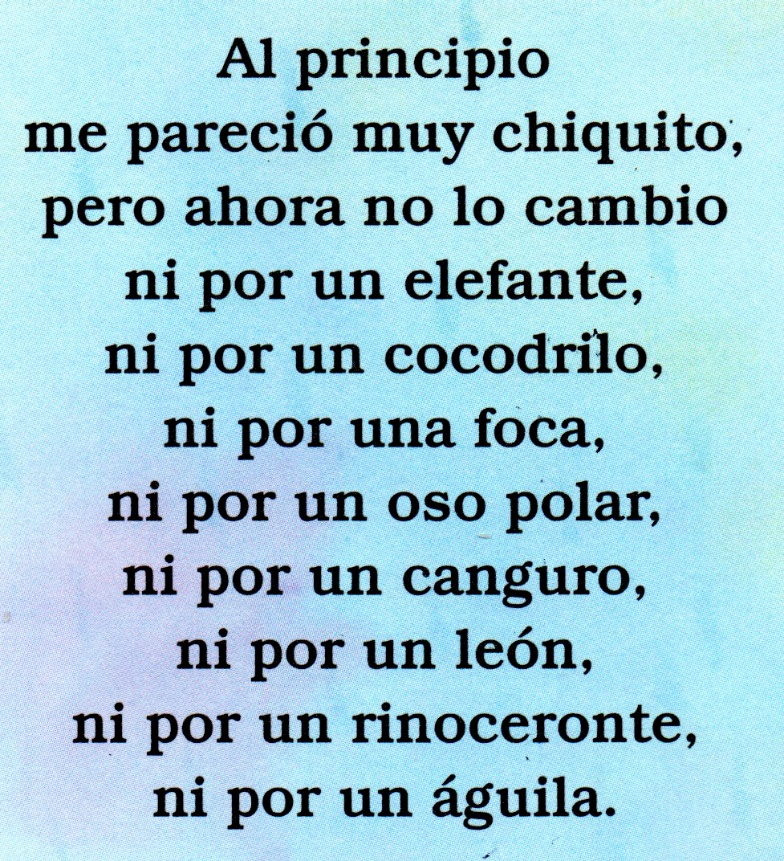 Al principio
me pareció muy chiquito,
pero ahora no lo cambio
ni por un elefante,
ni por un cocodrilo,
ni por una foca,
ni por un oso polar,
ni por un canguro,
ni por un león,
ni por un rinoceronte,
ni por un águila.